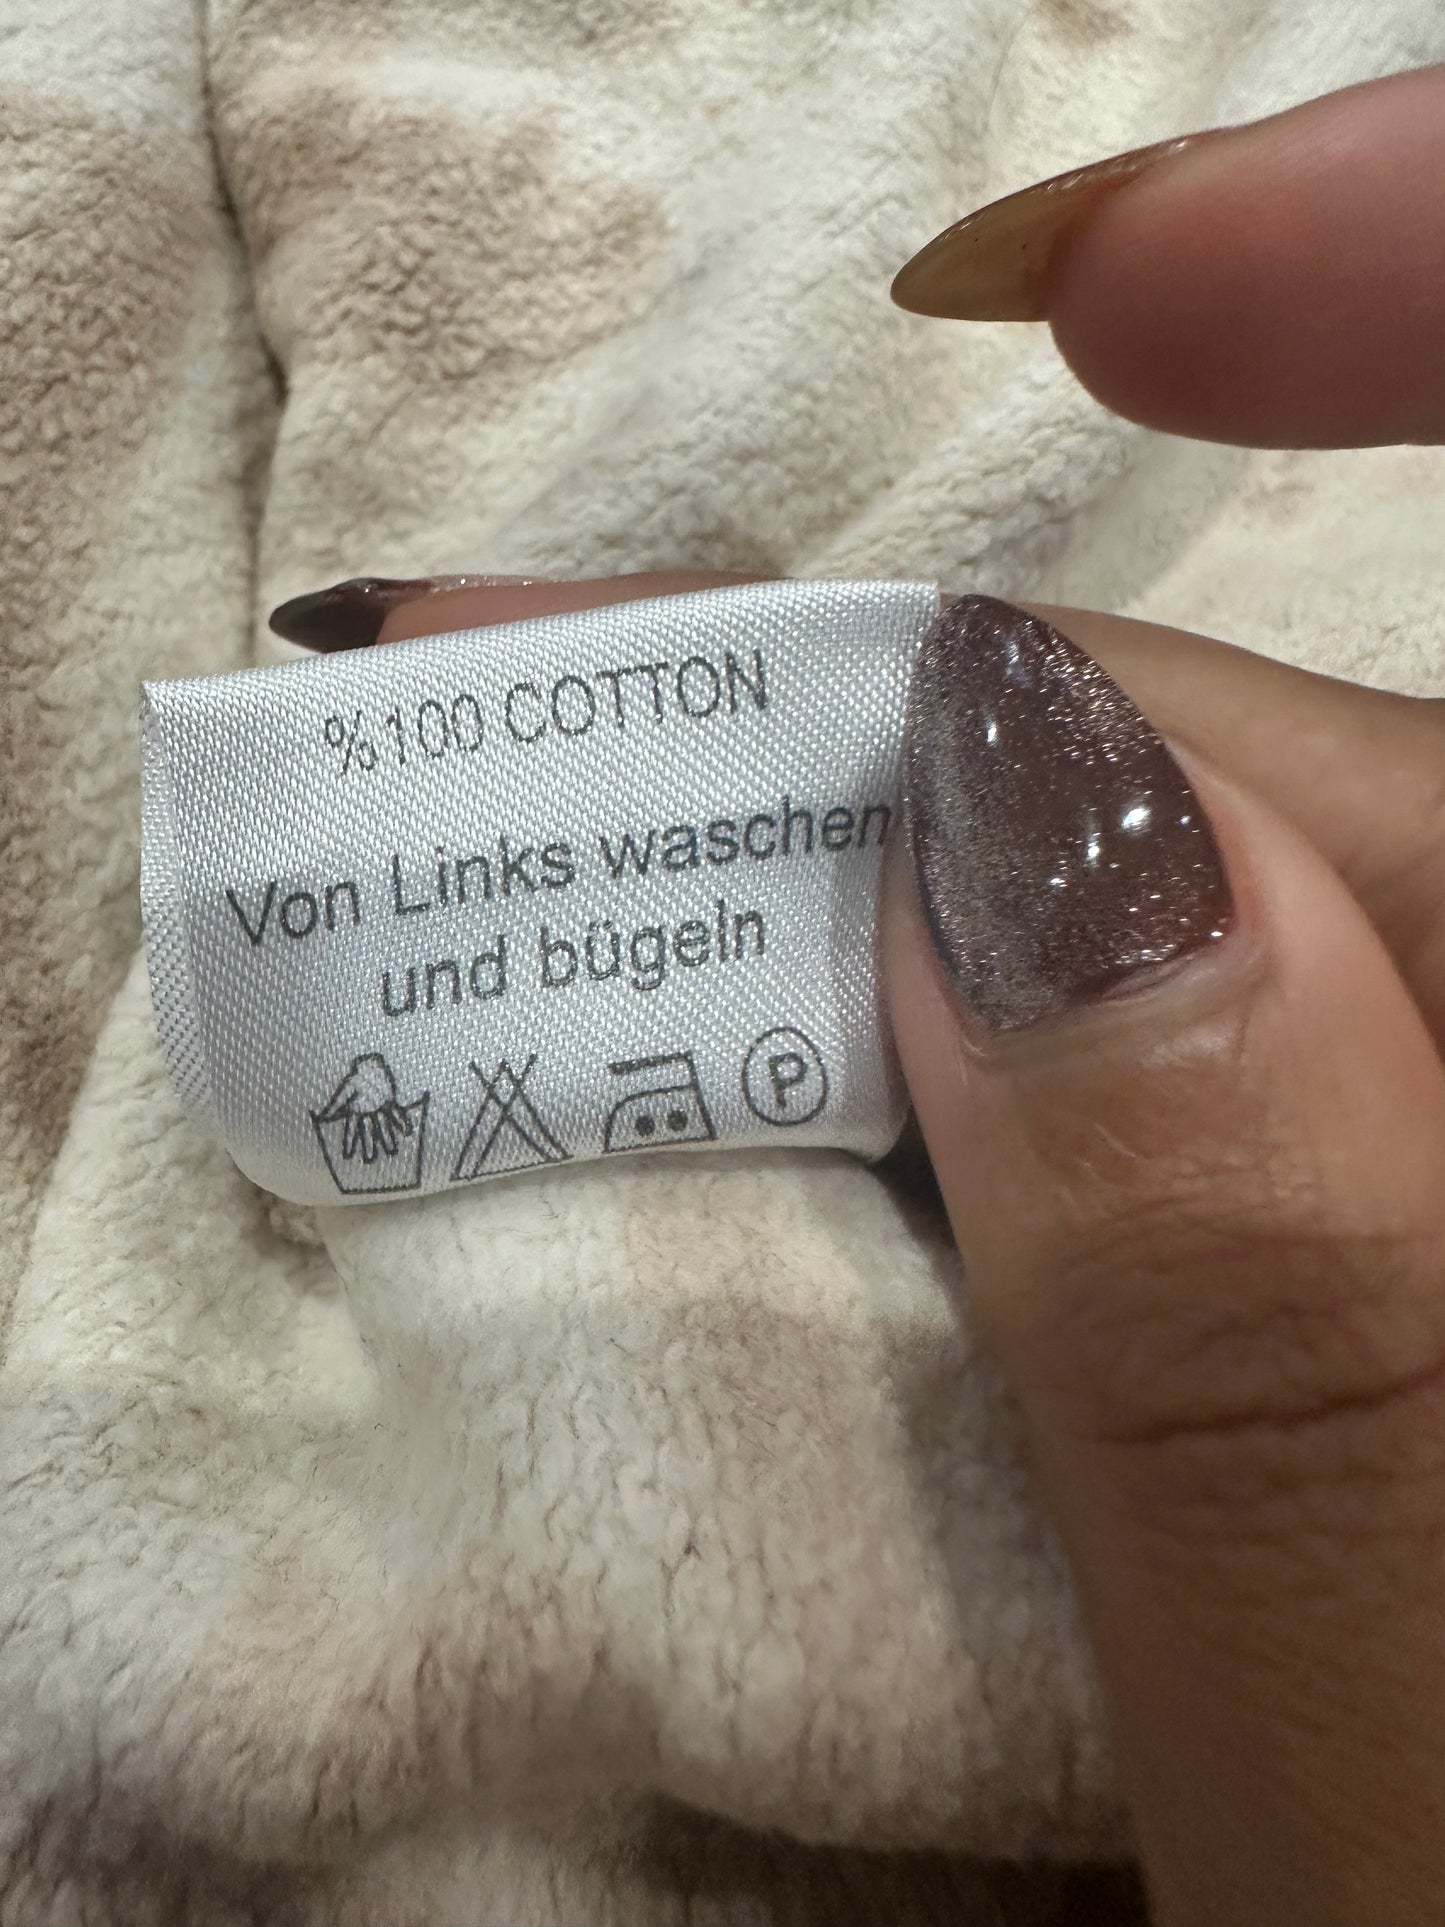 %100 COTTON
Von Links waschen
und bügeln
P